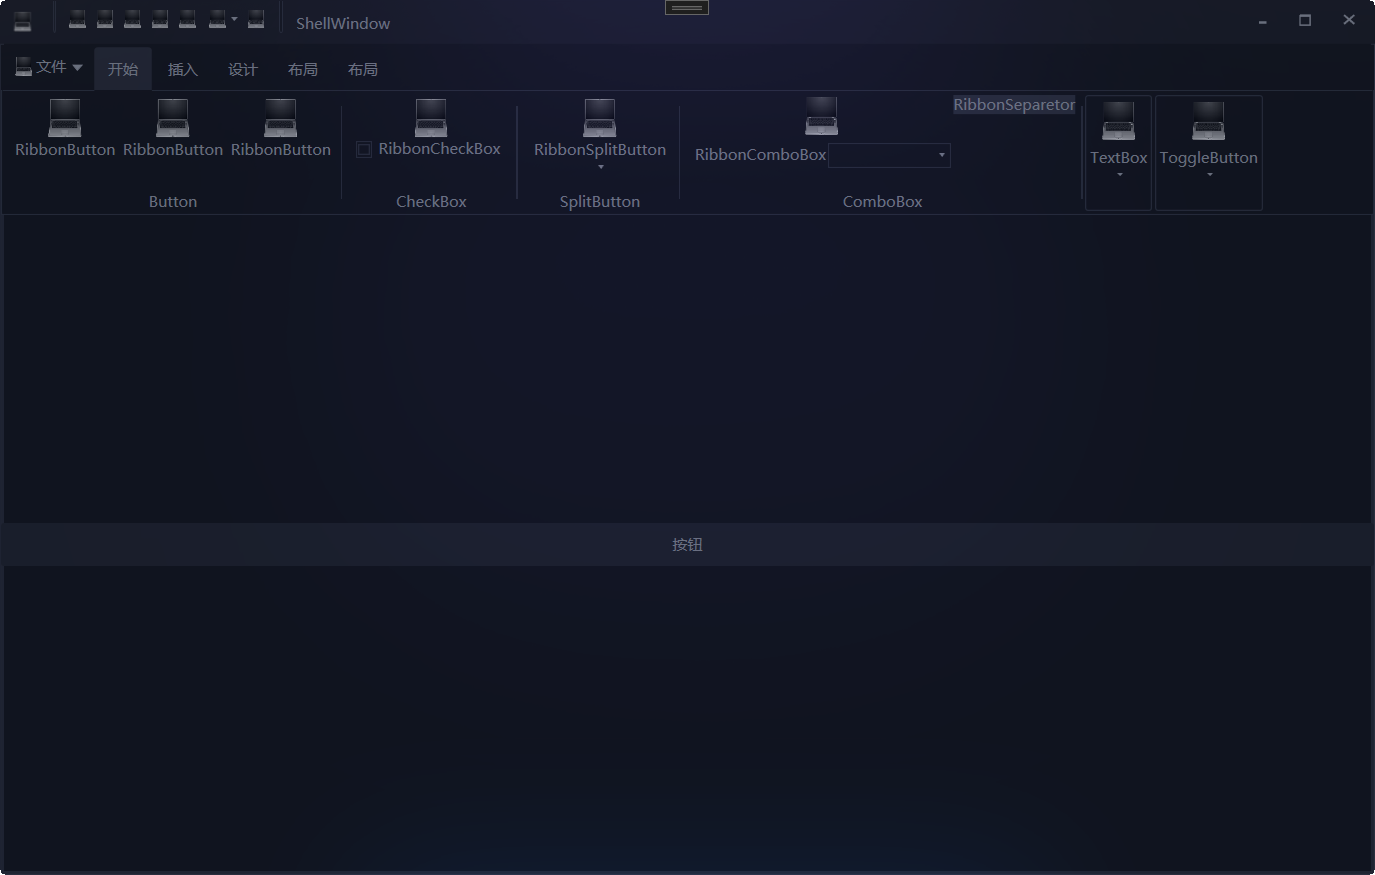 ShellWindow
文件
开始 插入 设计 布局 布局
RibbonButton RibbonButton RibbonButton
Button
RibbonCheckBox
CheckBox
RibbonSplitButton
SplitButton
RibbonComboBox
ComboBox
RibbonSeparetor
TextBox
ToggleButton
按钮